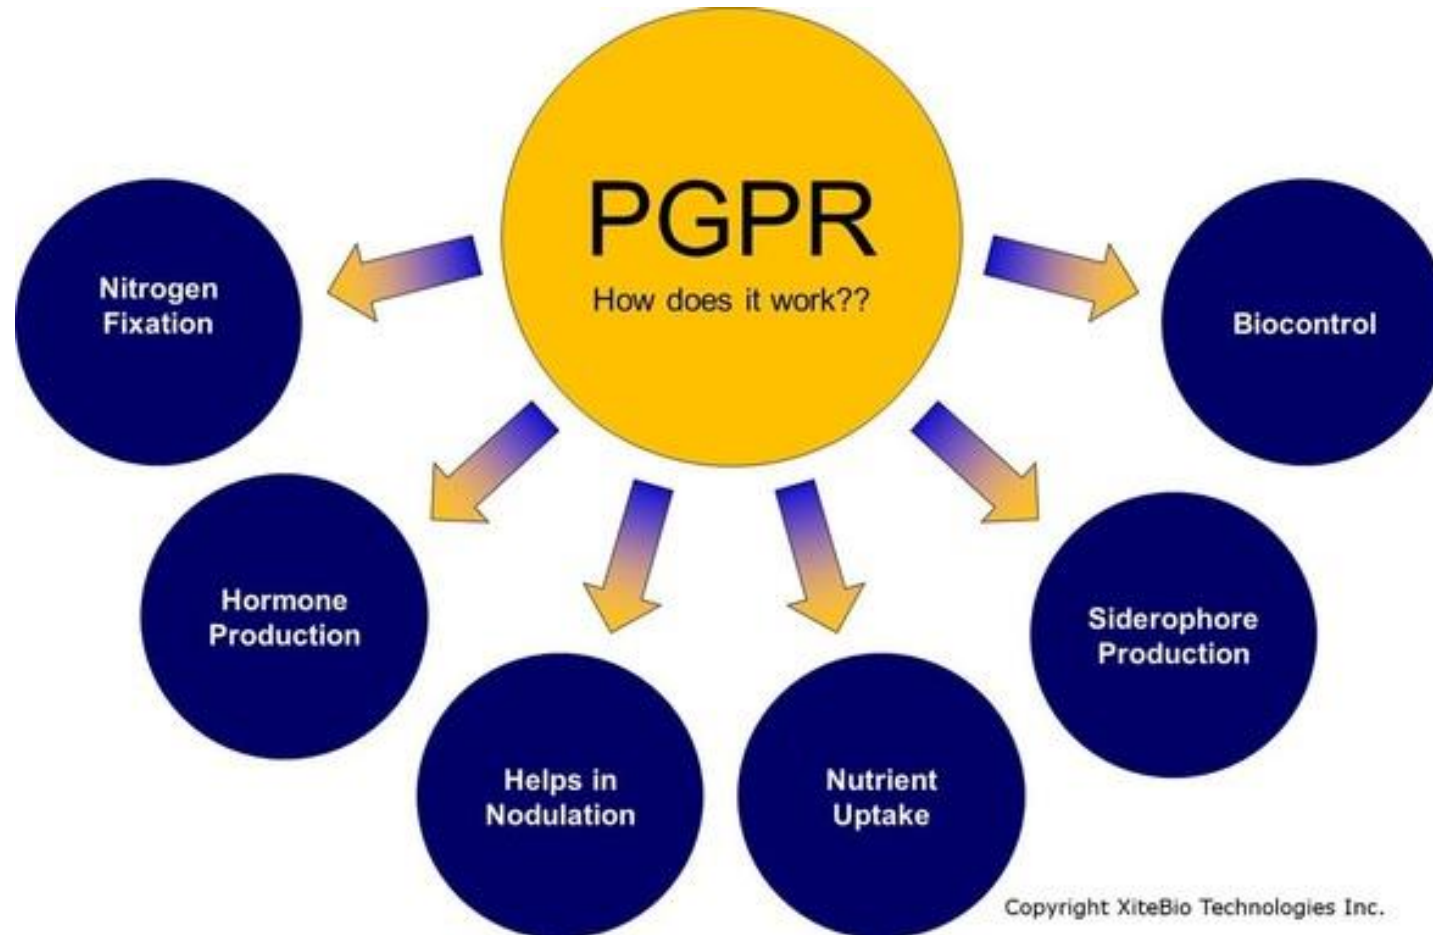 PGPR
How does it work??
Nitrogen
Fixation
Hormone
Production
Helps in
Nodulation
Nutrient
Uptake
Siderophore
Production
Biocontrol
Copyright XiteBio Technologies Inc.